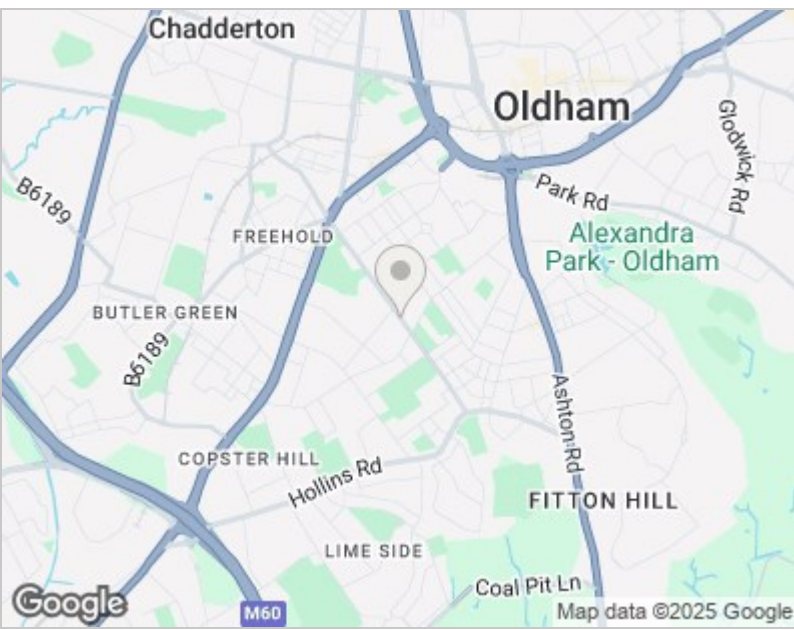 Chadderton
Oldham
Glodwick Rd
Park Rd
B6189
FREEHOLD
Alexandra
Park - Oldham
BUTLER GREEN
B6189
Ashton Rd
COPSTER HILL
Hollins Rd
FITTON HILL
LIME SIDE
Coal Pit Ln
Google
M60
Map data ©2025 Google